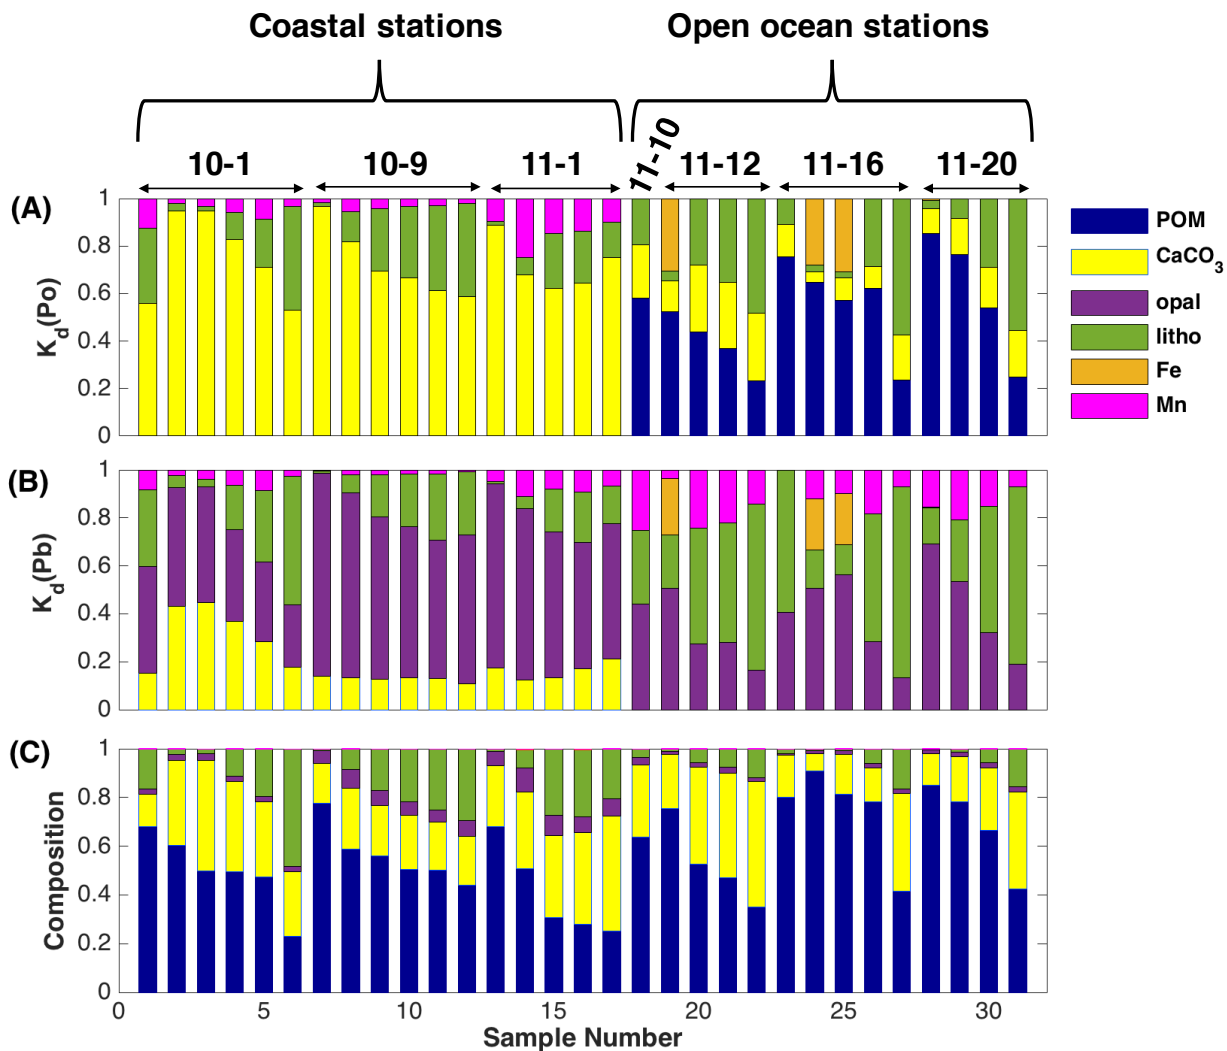 Coastal stations
Open ocean stations
10-1
10-9
11-1
11-10
11-12
11-16
11-20
(A)
1
0.8
0.6
0.4
0.2
0
K_d(Po)
POM
CaCO₃
opal
litho
Fe
Mn
(B)
1
0.8
0.6
0.4
0.2
0
K_d(Pb)
(C)
1
0.8
0.6
0.4
0.2
0
Composition
0
5
10
15
20
25
30
Sample Number